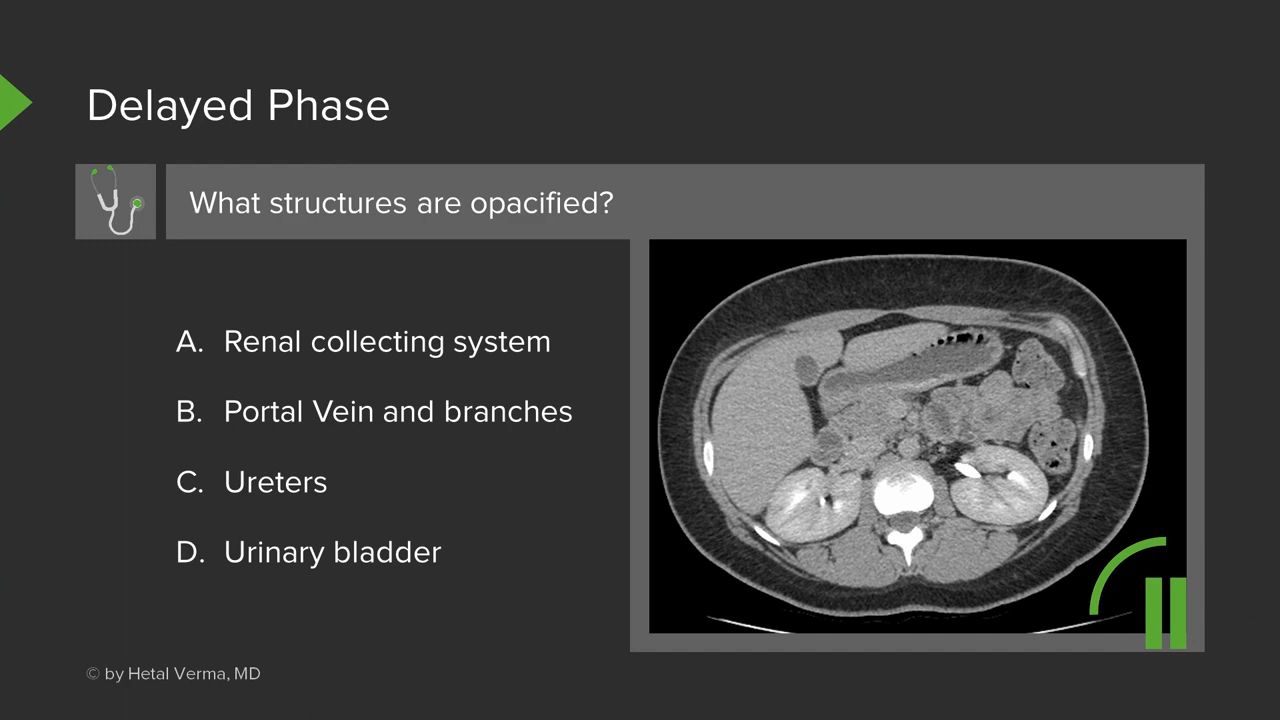 Delayed Phase
What structures are opacified?
A. Renal collecting system
B. Portal Vein and branches
C. Ureters
D. Urinary bladder
© by Hetal Verma, MD